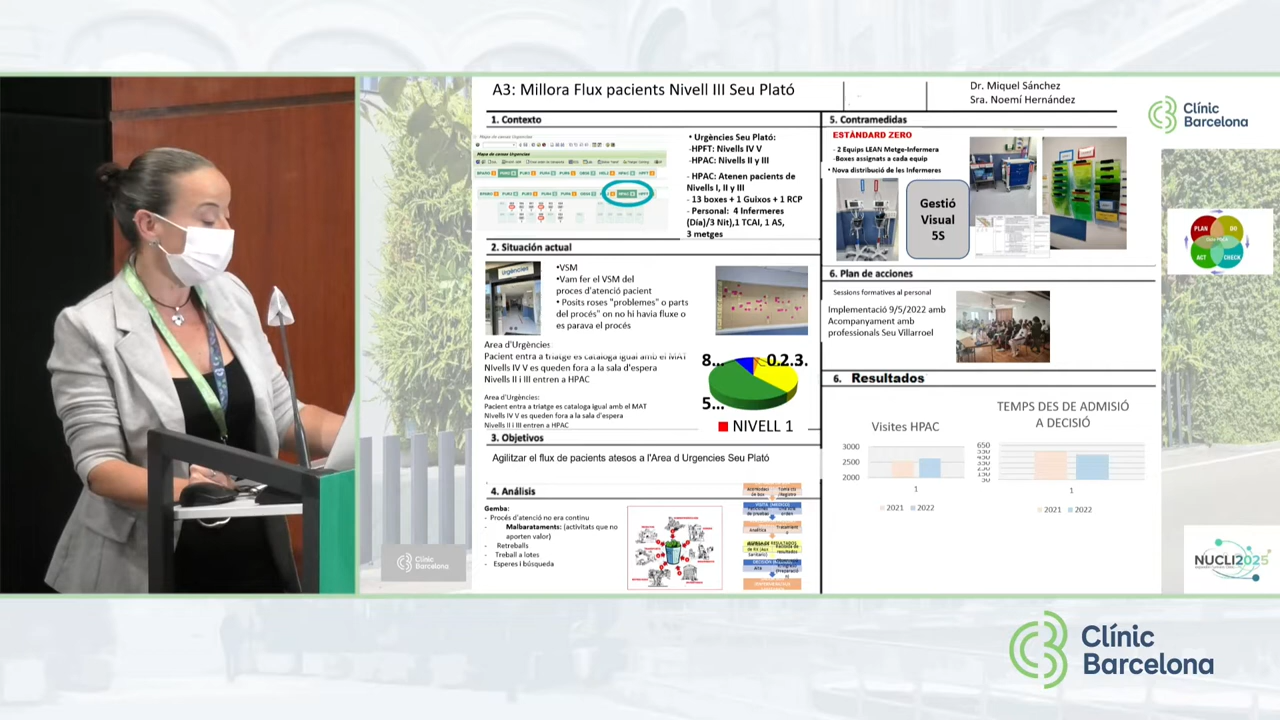 A3: Millora Flux pacients Nivell III Seu Plató
Dr. Miquel Sánchez
Sra. Noemí Hernández
Clínic
Barcelona
1. Contexto
Mapa de camas Urgencias
• Urgències Seu Plató:
-HPFT: Nivells IV V
-HPAC: Nivells II y III
-HPAC: Atenen pacients de
Nivells I, II y III
- 13 boxes + 1 Guixos + 1 RCP
- Personal: 4 Infermeres
(Día)/3 Nit),1 TCAI, 1 AS,
3 metges
2. Situación actual
Urgències
•VSM
•Vam fer el VSM del
proces d'atenció pacient
• Posits roses "problemes" o parts
del procés" on no hi havia fluxe o
es parava el procés
Area d'Urgències
Pacient entra a triatge es cataloga igual amb el MAT
Nivells IV V es queden fora a la sala d'espera
Nivells II i III entren a HPAC
Area d'Urgències:
Pacient entra a triatge es cataloga igual amb el MAT
Nivells IV V es queden fora a la sala d'espera
Nivells II i III entren a HPAC
8...
0.2.3.
5...
NIVELL 1
3. Objetivos
Agilitzar el flux de pacients atesos a l'Area d Urgencies Seu Plató
4. Análisis
Gemba:
- Procés d'atenció no era continu
- Malbarataments: (activitats que no
aporten valor)
- Retreballs
- Treball a lotes
- Esperes I búsqueda
5. Contramedidas
ESTÀNDARD ZERO
- 2 Equips LEAN Metge-Infermera
-Boxes assignats a cada equip
• Nova distribució de les Infermeres
Gestió
Visual
5S
6. Plan de acciones
Sessions formatives al personal
Implementació 9/5/2022 amb
Acompanyament amb
professionals Seu Villarroel
6. Resultados
Visites HPAC
3000
2500
2000
1
2021 2022
TEMPS DES DE ADMISIÓ
A DECISIÓ
650
1
2021 2022
PLAN
DO
ACT
CHECK
NUCLI2025
Clínic
Barcelona
Clínic
Barcelona